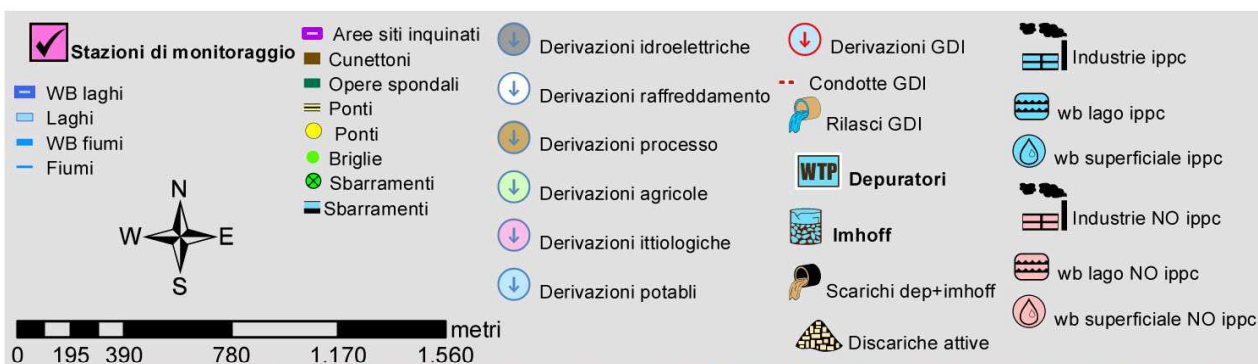 Stazioni di monitoraggio
WB laghi
Laghi
WB fiumi
Fiumi
N
W E
S
0 195 390 780 1.170 1.560
metri
Aree siti inquinati
Cunettoni
Opere spondali
Ponti
Ponti
Briglie
Sbarramenti
Sbarramenti
Derivazioni idroelettriche
Derivazioni raffreddamento
Derivazioni processo
Derivazioni agricole
Derivazioni ittiologiche
Derivazioni potabli
Derivazioni GDI
Condotte GDI
Rilasci GDI
WTP Depuratori
Imhoff
Scarichi dep+imhoff
Discariche attive
Industrie ippc
wb lago ippc
wb superficiale ippc
Industrie NO ippc
wb lago NO ippc
wb superficiale NO ippc